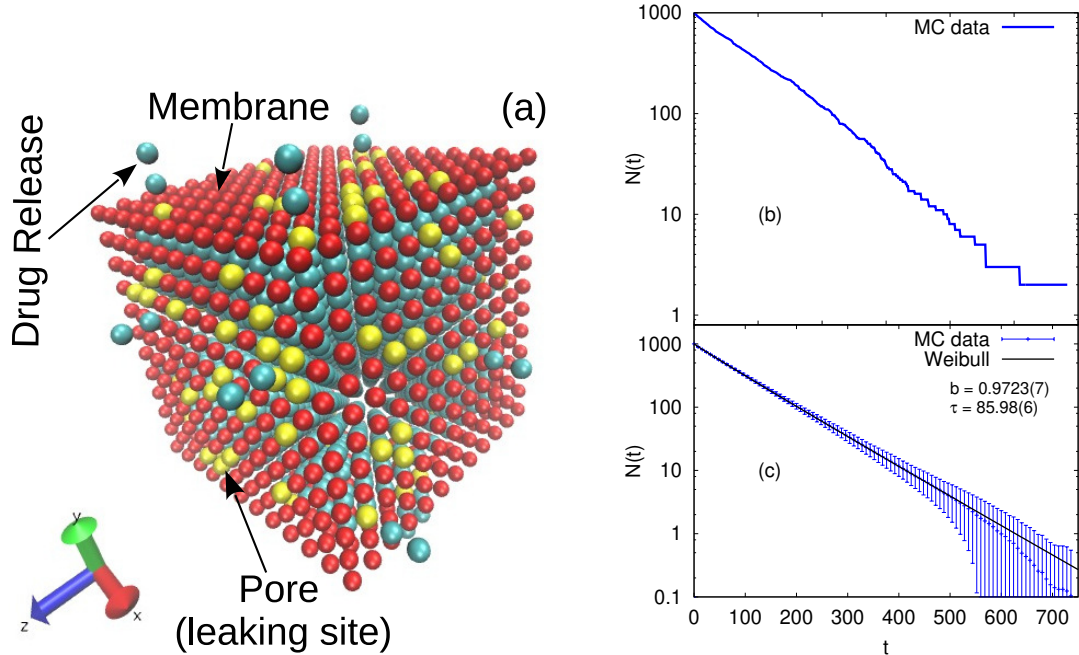 (a)
Membrane
Drug Release
Pore
(leaking site)
y
z
x
1000
100
10
1
N(t)
MC data
(b)
1000
100
10
1
0.1
N(t)
MC data
Weibull
b = 0.9723(7)
τ = 85.98(6)
(c)
0 100 200 300 400 500 600 700
t